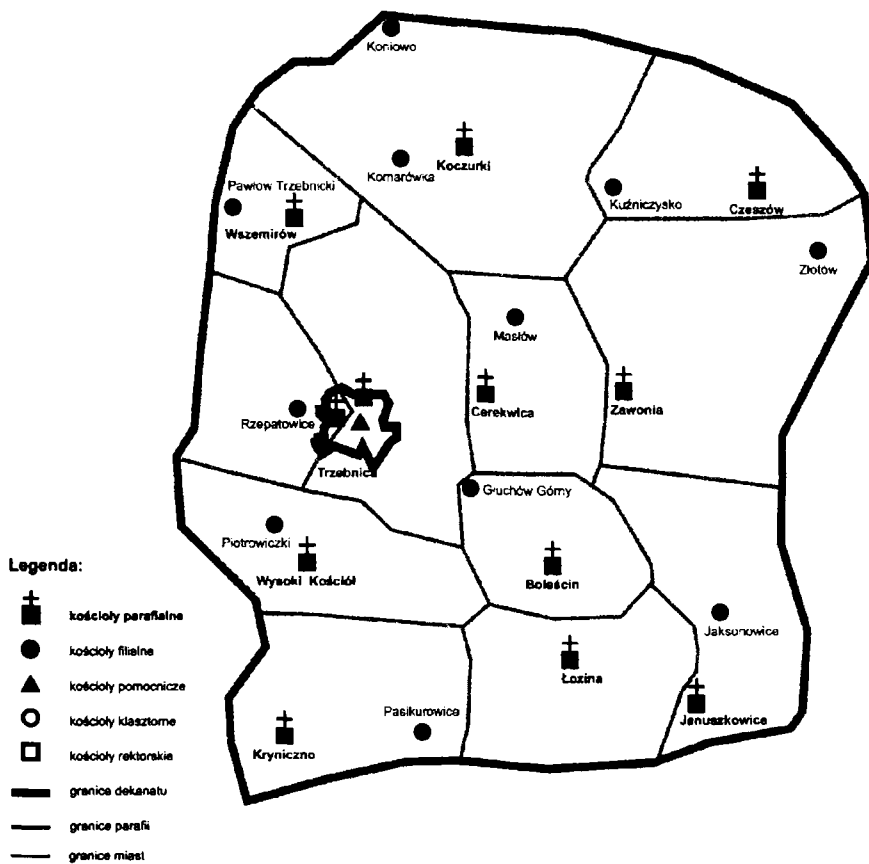 Koniowo
Komarówka
Koczurki
Kuźniczysko
Czeszów
Pawłow Trzebnicki
Wszemirów
Złotów
Masłów
Cerekwica
Zawonia
Rzepatowice
Trzebnica
Głuchów Górny
Piotrowiczki
Wysoki Kościół
Boleścin
Jaksonowice
Łozina
Januszkowice
Pasikurowice
Kryniczno
Legenda:
kościoły parafialne
kościoły filialne
kościoły pomocnicze
kościoły klasztorne
kościoły rektorskie
granice dekanatu
granice parafii
granice miast